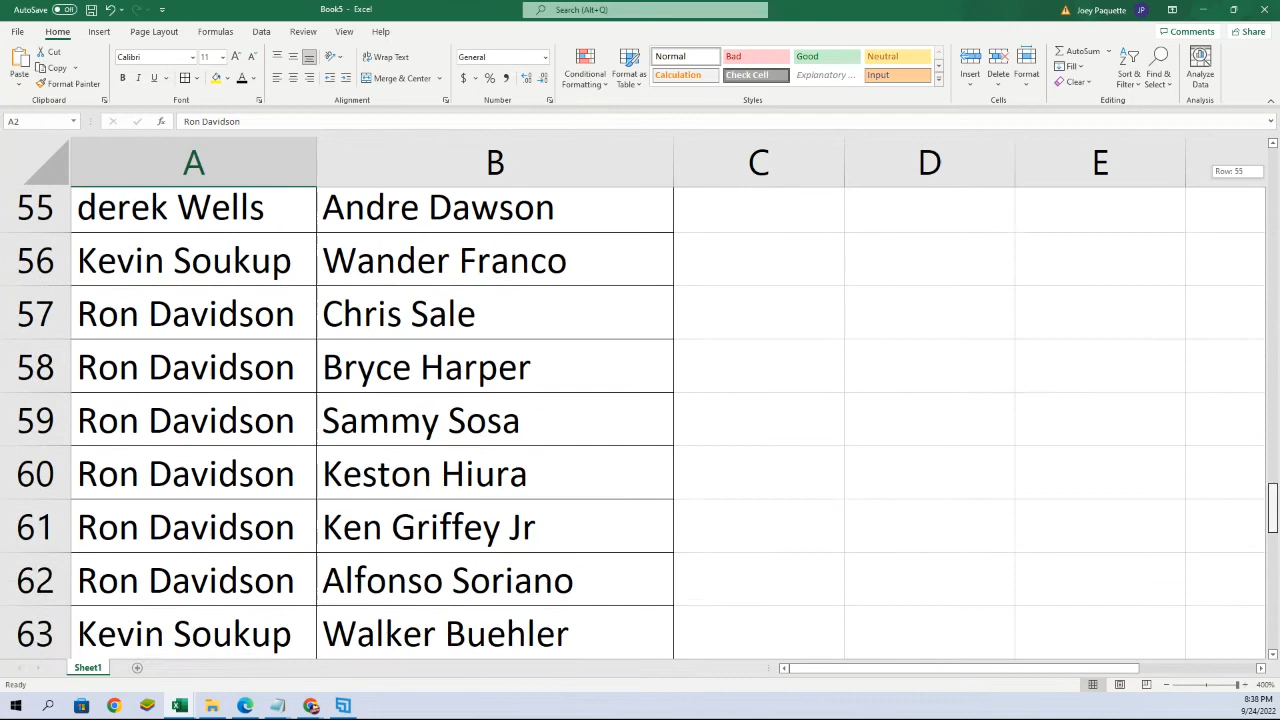 AutoSave Off Book5 - Excel Search (Alt+Q) Joey Paquette JP
File Home Insert Page Layout Formulas Data Review View Help Comments Share
Paste Cut Copy Format Painter Clipboard
Calibri 11 B I U A Font
Wrap Text Merge & Center Alignment
General $ % Number
Conditional Formatting Format as Table Normal Bad Good Neutral
Calculation Check Cell Explanatory ... Input Styles
Insert Delete Format Cells
AutoSum Fill Clear Sort & Filter Find & Select Editing
Analyze Data Analysis
A2 fx Ron Davidson
A B C D E
Row: 55
55 derek Wells Andre Dawson
56 Kevin Soukup Wander Franco
57 Ron Davidson Chris Sale
58 Ron Davidson Bryce Harper
59 Ron Davidson Sammy Sosa
60 Ron Davidson Keston Hiura
61 Ron Davidson Ken Griffey Jr
62 Ron Davidson Alfonso Soriano
63 Kevin Soukup Walker Buehler
Sheet1
Ready 400%
8:38 PM
9/24/2022